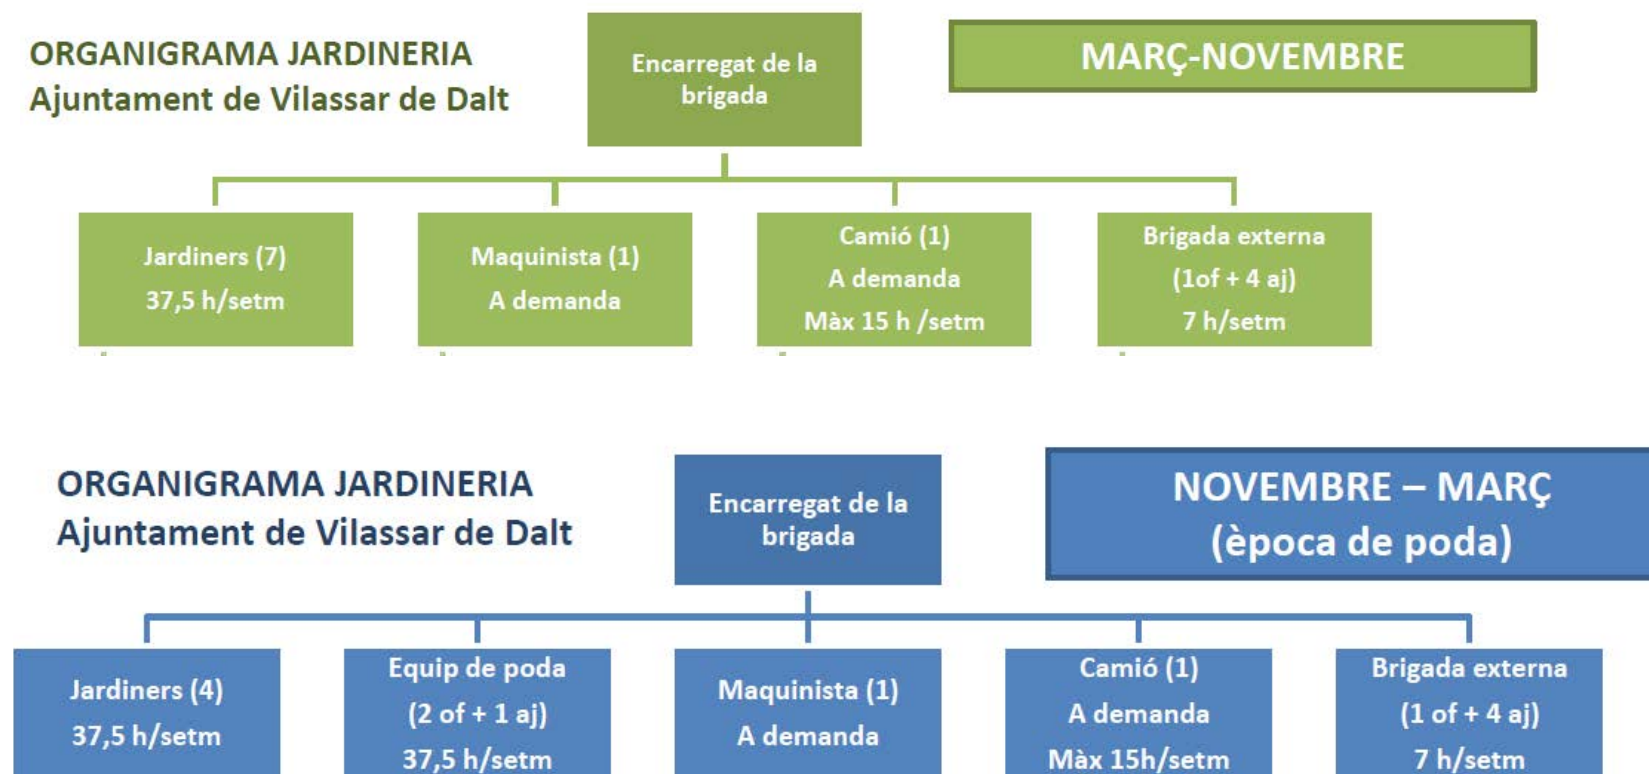 ORGANIGRAMA JARDINERIA
Ajuntament de Vilassar de Dalt
Encarregat de la
brigada
MARÇ-NOVEMBRE
Jardiners (7)
37,5 h/setm
Maquinista (1)
A demanda
Camió (1)
A demanda
Màx 15 h /setm
Brigada externa
(1of + 4 aj)
7 h/setm
ORGANIGRAMA JARDINERIA
Ajuntament de Vilassar de Dalt
Encarregat de la
brigada
NOVEMBRE – MARÇ
(època de poda)
Jardiners (4)
37,5 h/setm
Equip de poda
(2 of + 1 aj)
37,5 h/setm
Maquinista (1)
A demanda
Camió (1)
A demanda
Màx 15h/setm
Brigada externa
(1 of + 4 aj)
7 h/setm